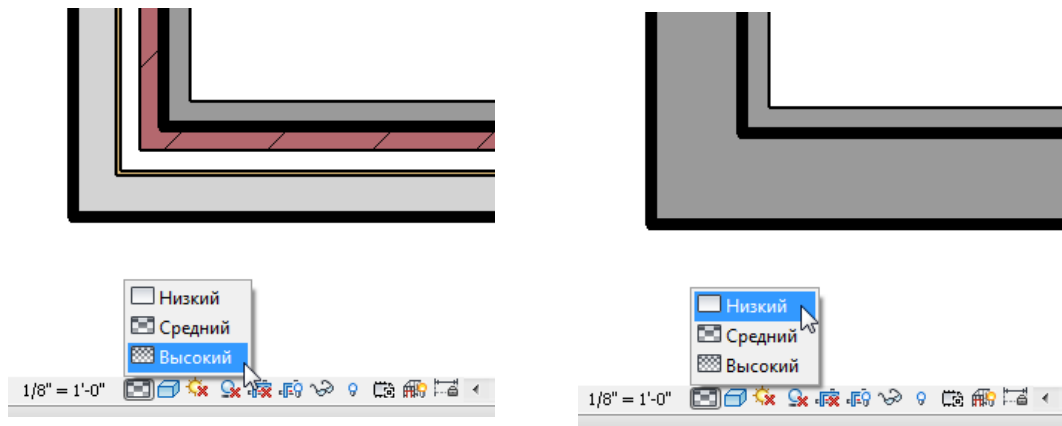 Низкий
Средний
Высокий
1/8" = 1'-0"
Низкий
Средний
Высокий
1/8" = 1'-0"